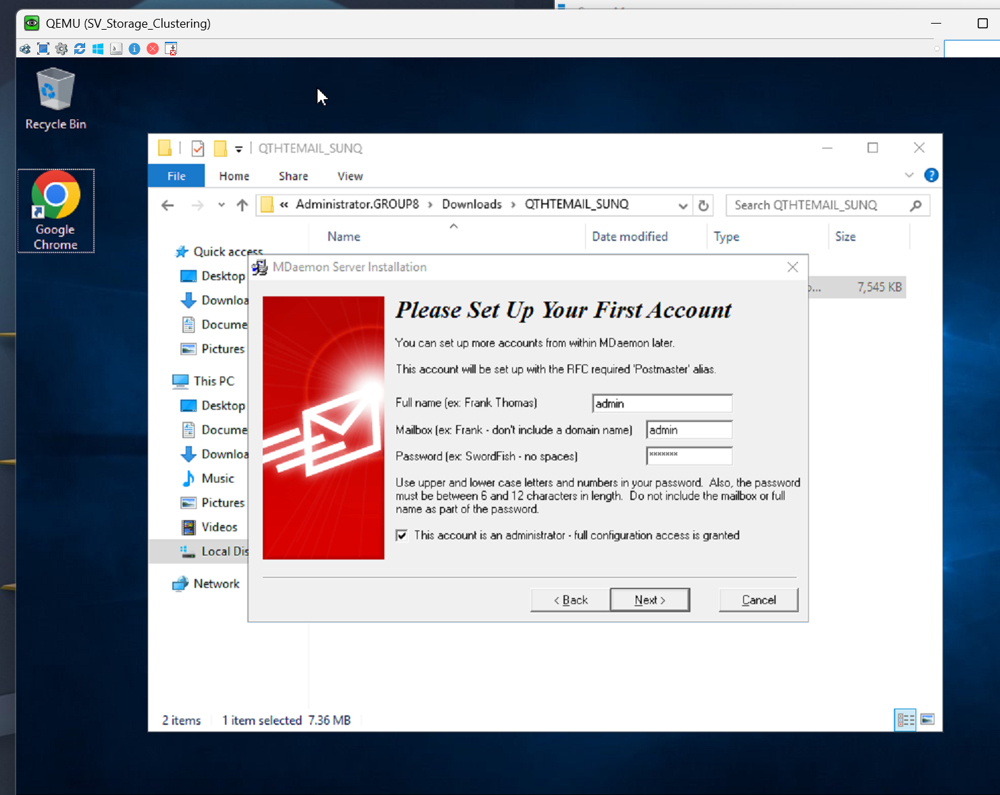 QEMU (SV_Storage_Clustering)
Recycle Bin
Google
Chrome
QTHTEMAIL_SUNQ
File Home Share View
« Administrator.GROUP8 › Downloads › QTHTEMAIL_SUNQ
Search QTHTEMAIL_SUNQ
Name Date modified Type Size
Quick access
Desktop
Downloa
Docume
Pictures
This PC
Desktop
Docume
Downloa
Music
Pictures
Videos
Local Dis
Network
7,545 KB
MDaemon Server Installation
Please Set Up Your First Account
You can set up more accounts from within MDaemon later.
This account will be set up with the RFC required 'Postmaster' alias.
Full name (ex: Frank Thomas) admin
Mailbox (ex: Frank - don't include a domain name) admin
Password (ex: SwordFish - no spaces) *******
Use upper and lower case letters and numbers in your password. Also, the password
must be between 6 and 12 characters in length. Do not include the mailbox or full
name as part of the password.
This account is an administrator - full configuration access is granted
< Back Next > Cancel
2 items 1 item selected 7.36 MB